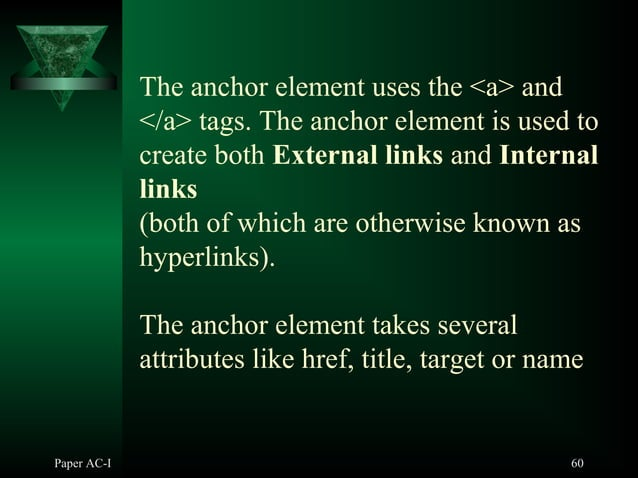 The anchor element uses the <a> and
</a> tags. The anchor element is used to
create both External links and Internal
links
(both of which are otherwise known as
hyperlinks).
The anchor element takes several
attributes like href, title, target or name
Paper AC-I 60